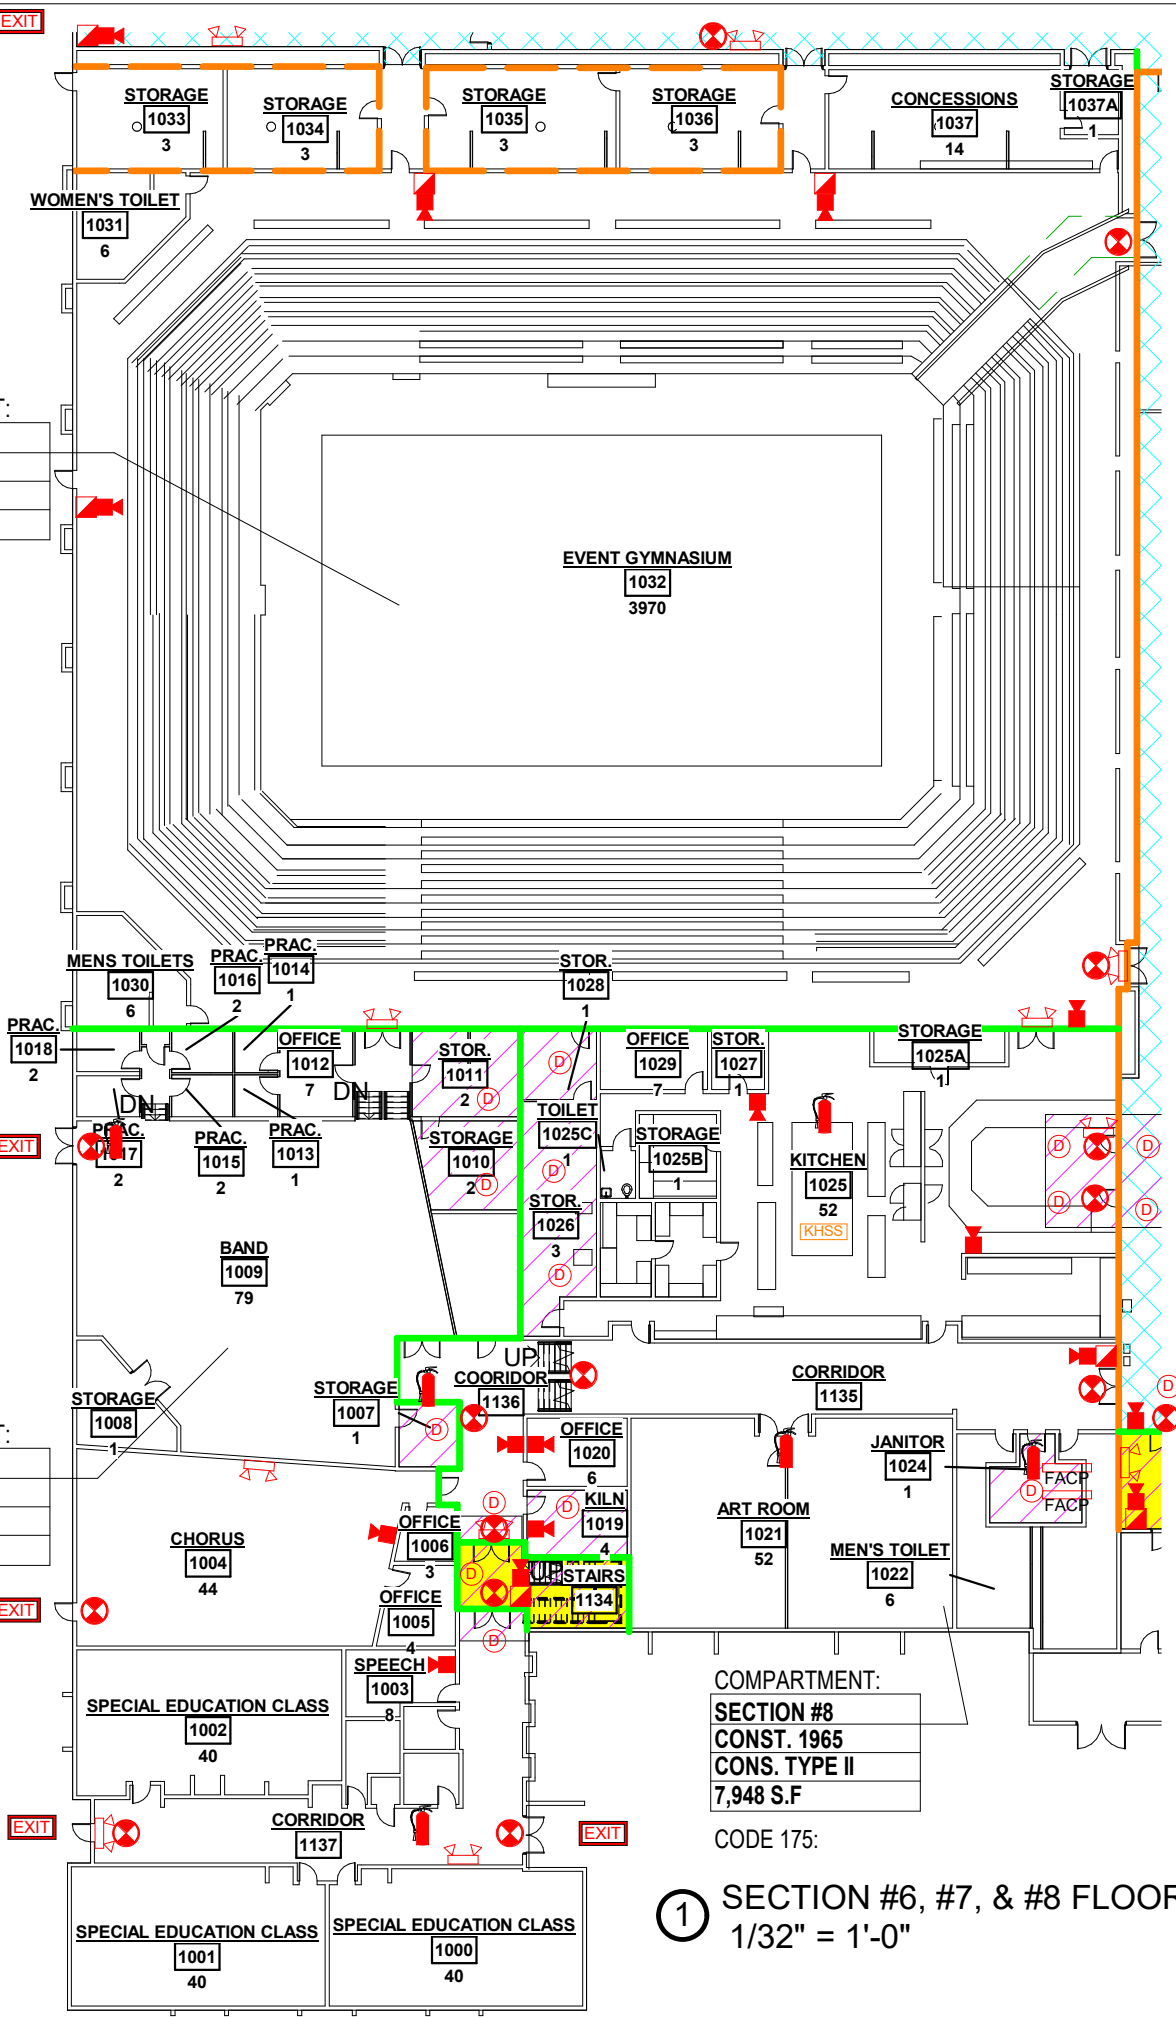 EXIT
STORAGE
1033
3
STORAGE
1034
3
STORAGE
1035
3
STORAGE
1036
3
CONCESSIONS
1037
14
STORAGE
1037A
1
WOMEN'S TOILET
1031
6
T:
EVENT GYMNASIUM
1032
3970
MENS TOILETS
1030
6
PRAC.
1016
2
PRAC.
1014
1
STOR.
1028
1
PRAC.
1018
2
OFFICE
1012
7
STOR.
1011
2
OFFICE
1029
7
STOR.
1027
1
STORAGE
1025A
1
DN
DN
EXIT
PRAC.
1017
2
PRAC.
1015
2
PRAC.
1013
1
STORAGE
1010
2
TOILET
1025C
1
STORAGE
1025B
1
KITCHEN
1025
52
KHSS
STOR.
1026
3
D
D
D
D
D
D
D
D
D
BAND
1009
79
UP
COORIDOR
1136
CORRIDOR
1135
STORAGE
1008
1
STORAGE
1007
1
D
D
T:
OFFICE
1020
6
JANITOR
1024
1
D
FACP
FACP
KILN
1019
4
D
D
ART ROOM
1021
52
OFFICE
1006
3
CHORUS
1004
44
MEN'S TOILET
1022
6
D
UP
STAIRS
1134
EXIT
OFFICE
1005
4
D
SPEECH
1003
8
SPECIAL EDUCATION CLASS
1002
40
COMPARTMENT:
SECTION #8
CONST. 1965
CONS. TYPE II
7,948 S.F
CODE 175:
EXIT
CORRIDOR
1137
EXIT
SPECIAL EDUCATION CLASS
1001
40
SPECIAL EDUCATION CLASS
1000
40
1
SECTION #6, #7, & #8 FLOOR
1/32" = 1'-0"